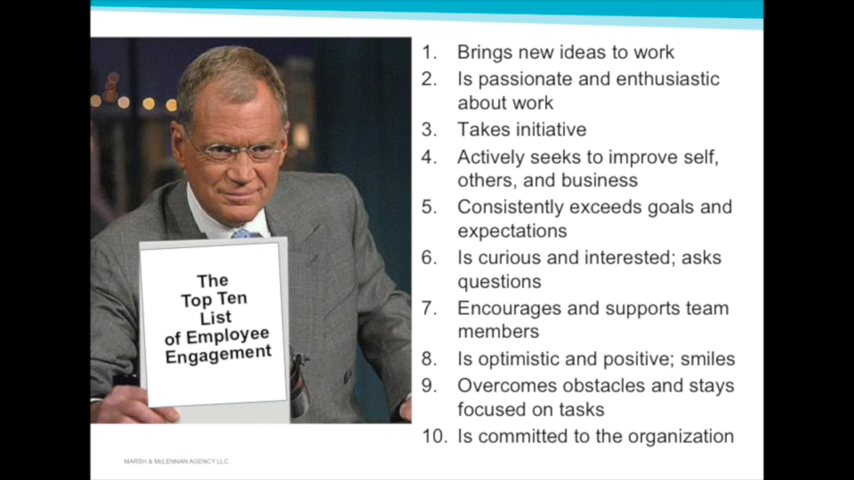 The
Top Ten
List
of Employee
Engagement
1. Brings new ideas to work
2. Is passionate and enthusiastic
about work
3. Takes initiative
4. Actively seeks to improve self,
others, and business
5. Consistently exceeds goals and
expectations
6. Is curious and interested; asks
questions
7. Encourages and supports team
members
8. Is optimistic and positive; smiles
9. Overcomes obstacles and stays
focused on tasks
10. Is committed to the organization
MARSH & McLENNAN AGENCY LLC